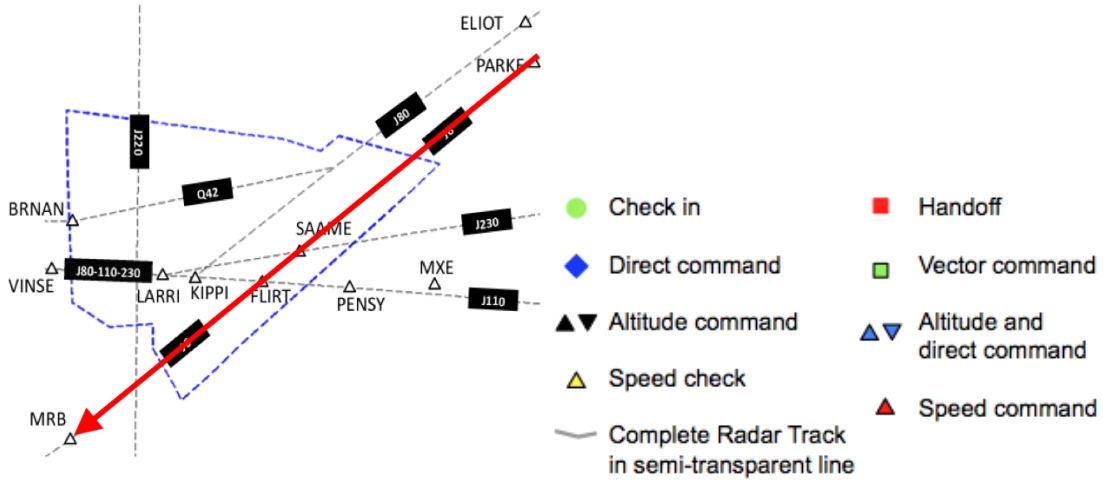 ELIOT
PARKE
J80
J220
Q42
BRNAN
SAAME
J230
VINSE
J80-110-230
LARRI
KIPPI
FLIRT
PENSY
MXE
J110
MRB
Check in
Handoff
Direct command
Vector command
Altitude command
Altitude and
direct command
Speed check
Speed command
Complete Radar Track
in semi-transparent line